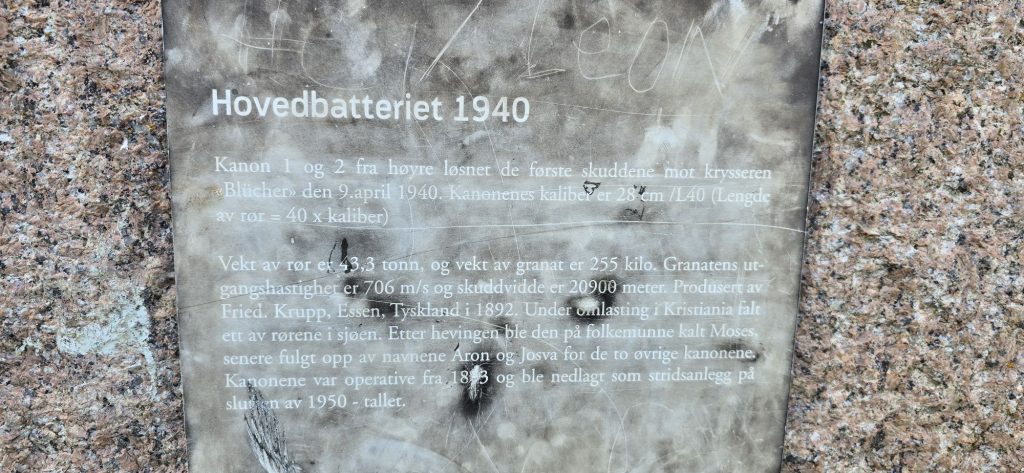 LEON
Hovedbatteriet 1940
Kanon 1 og 2 fra høyre løsnet de første skuddene mot krysseren
«Blücher» den 9.april 1940. Kanonenes kaliber er 28 cm /L40 (Lengde
av rør = 40 x kaliber)
Vekt av rør er 43,3 tonn, og vekt av granat er 255 kilo. Granatens ut-
gangshastighet er 706 m/s og skuddvidde er 20900 meter. Produsert av
Fried. Krupp, Essen, Tyskland i 1892. Under omlasting i Kristiania falt
ett av rørene i sjøen. Etter hevingen ble den på folkemunne kalt Moses,
senere fulgt opp av navnene Aron og Josva for de to øvrige kanonene.
Kanonene var operative fra 1893 og ble nedlagt som stridsanlegg på
slutten av 1950 - tallet.